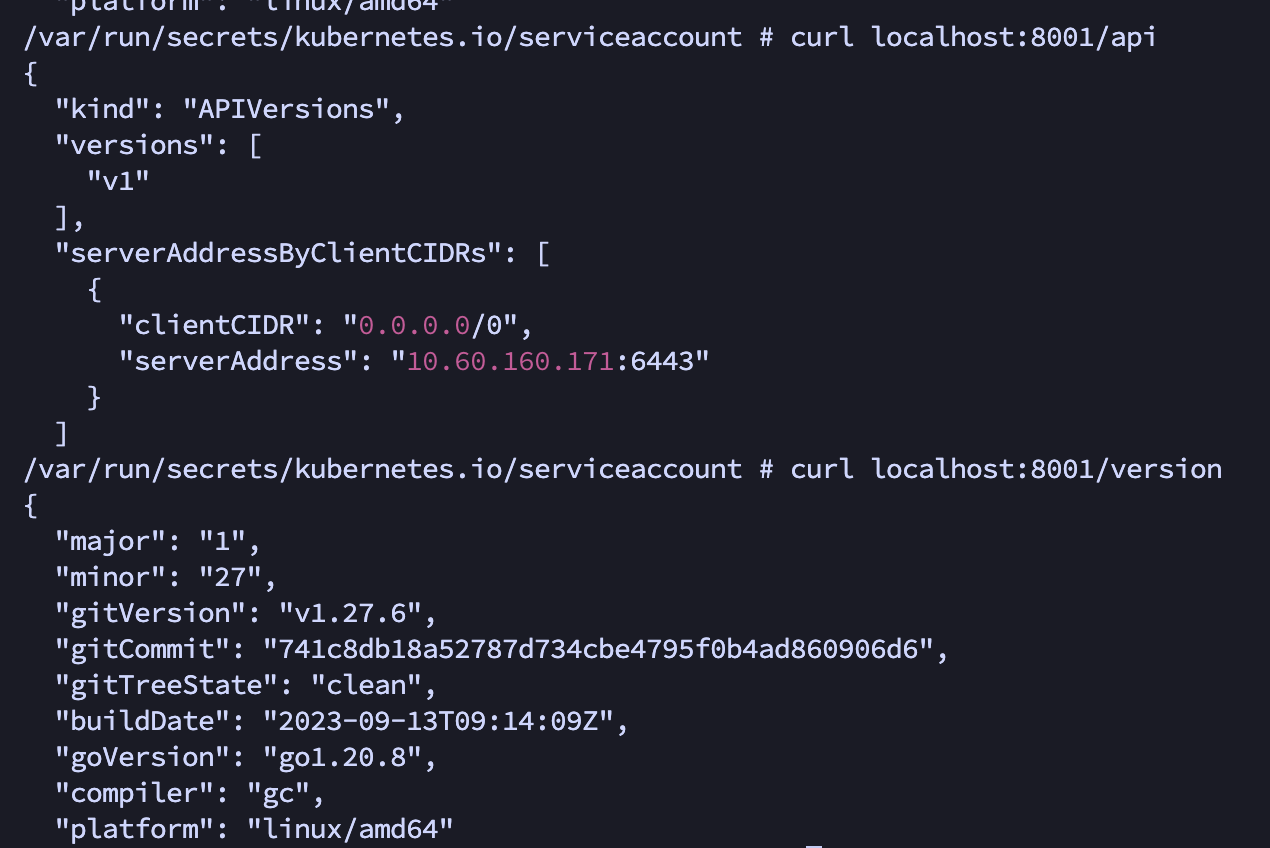 "platform": "linux/amd64"
/var/run/secrets/kubernetes.io/serviceaccount # curl localhost:8001/api
{
  "kind": "APIVersions",
  "versions": [
    "v1"
  ],
  "serverAddressByClientCIDRs": [
    {
      "clientCIDR": "0.0.0.0/0",
      "serverAddress": "10.60.160.171:6443"
    }
  ]
/var/run/secrets/kubernetes.io/serviceaccount # curl localhost:8001/version
{
  "major": "1",
  "minor": "27",
  "gitVersion": "v1.27.6",
  "gitCommit": "741c8db18a52787d734cbe4795f0b4ad860906d6",
  "gitTreeState": "clean",
  "buildDate": "2023-09-13T09:14:09Z",
  "goVersion": "go1.20.8",
  "compiler": "gc",
  "platform": "linux/amd64"